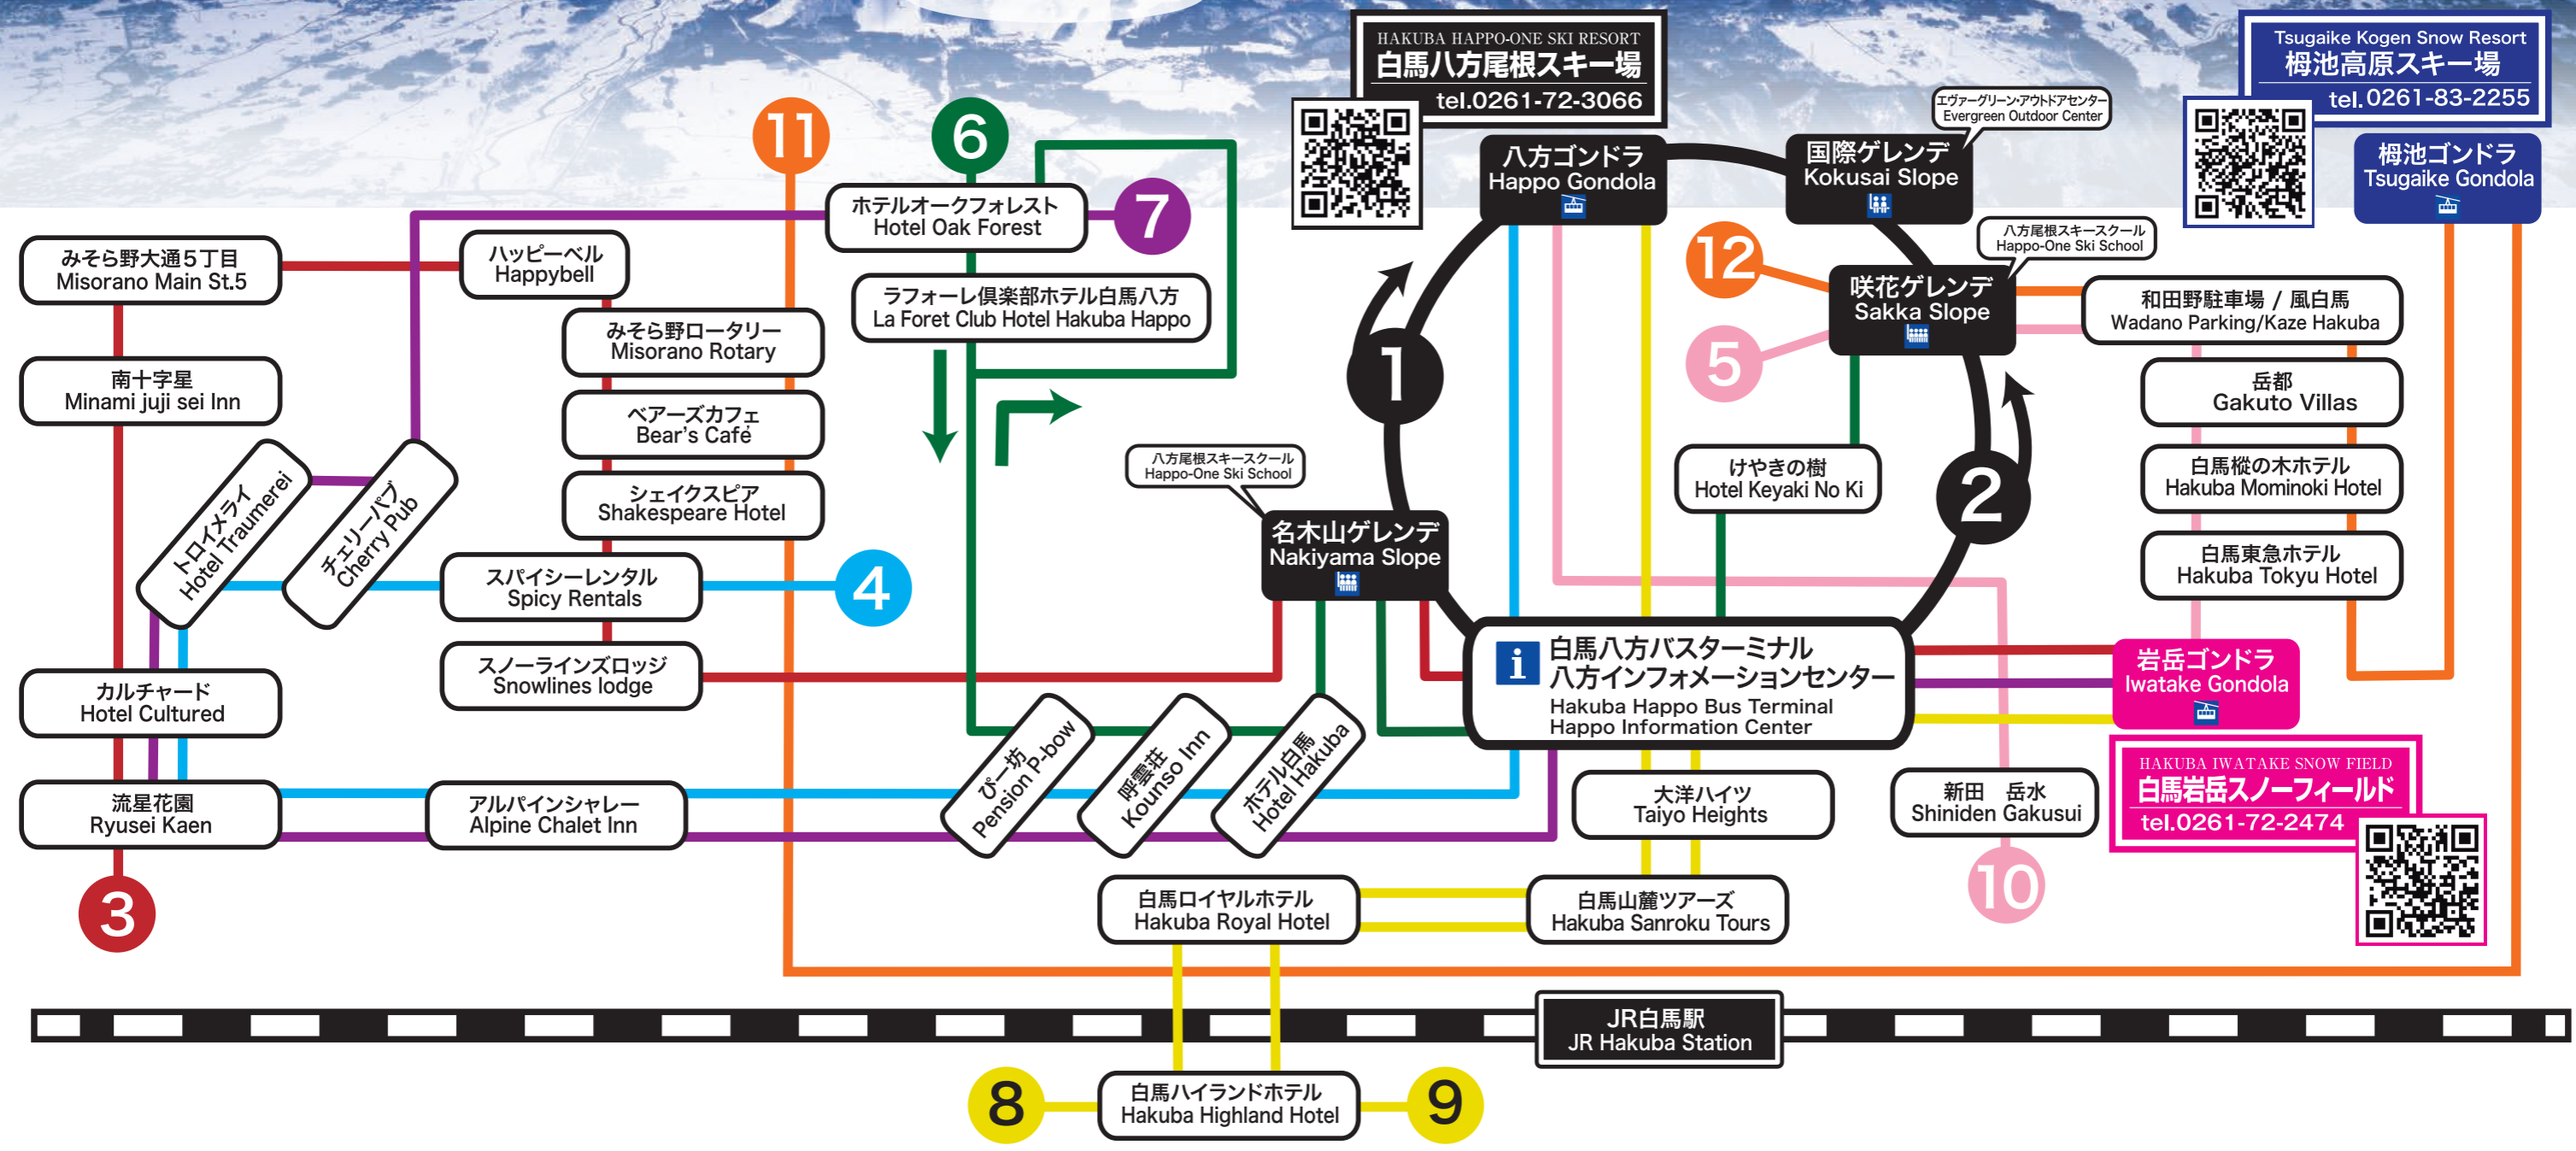 HAKUBA HAPPO-ONE SKI RESORT
白馬八方尾根スキー場
tel.0261-72-3066
Tsugaike Kogen Snow Resort
栂池高原スキー場
tel.0261-83-2255
エヴァーグリーン・アウトドアセンター
Evergreen Outdoor Center
11
6
7
八方ゴンドラ
Happo Gondola
国際ゲレンデ
Kokusai Slope
栂池ゴンドラ
Tsugaike Gondola
ホテルオークフォレスト
Hotel Oak Forest
みそら野大通5丁目
Misorano Main St.5
ハッピーベル
Happybell
12
八方尾根スキースクール
Happo-One Ski School
ラフォーレ倶楽部ホテル白馬八方
La Foret Club Hotel Hakuba Happo
咲花ゲレンデ
Sakka Slope
和田野駐車場 / 風白馬
Wadano Parking/Kaze Hakuba
みそら野ロータリー
Misorano Rotary
1
5
南十字星
Minami juji sei Inn
岳都
Gakuto Villas
ベアーズカフェ
Bear's Café
八方尾根スキースクール
Happo-One Ski School
けやきの樹
Hotel Keyaki No Ki
2
白馬樅の木ホテル
Hakuba Mominoki Hotel
トロイメライ
Hotel Traumerei
チェリーパブ
Cherry Pub
シェイクスピア
Shakespeare Hotel
名木山ゲレンデ
Nakiyama Slope
白馬東急ホテル
Hakuba Tokyu Hotel
スパイシーレンタル
Spicy Rentals
4
スノーラインズロッジ
Snowlines lodge
i
白馬八方バスターミナル
八方インフォメーションセンター
Hakuba Happo Bus Terminal
Happo Information Center
岩岳ゴンドラ
Iwatake Gondola
カルチャード
Hotel Cultured
ぴー坊
Pension P-bow
呼雲荘
Kounso Inn
ホテル白馬
Hotel Hakuba
HAKUBA IWATAKE SNOW FIELD
白馬岩岳スノーフィールド
tel.0261-72-2474
流星花園
Ryusei Kaen
アルパインシャレー
Alpine Chalet Inn
大洋ハイツ
Taiyo Heights
新田 岳水
Shiniden Gakusui
3
10
白馬ロイヤルホテル
Hakuba Royal Hotel
白馬山麓ツアーズ
Hakuba Sanroku Tours
JR白馬駅
JR Hakuba Station
8
白馬ハイランドホテル
Hakuba Highland Hotel
9